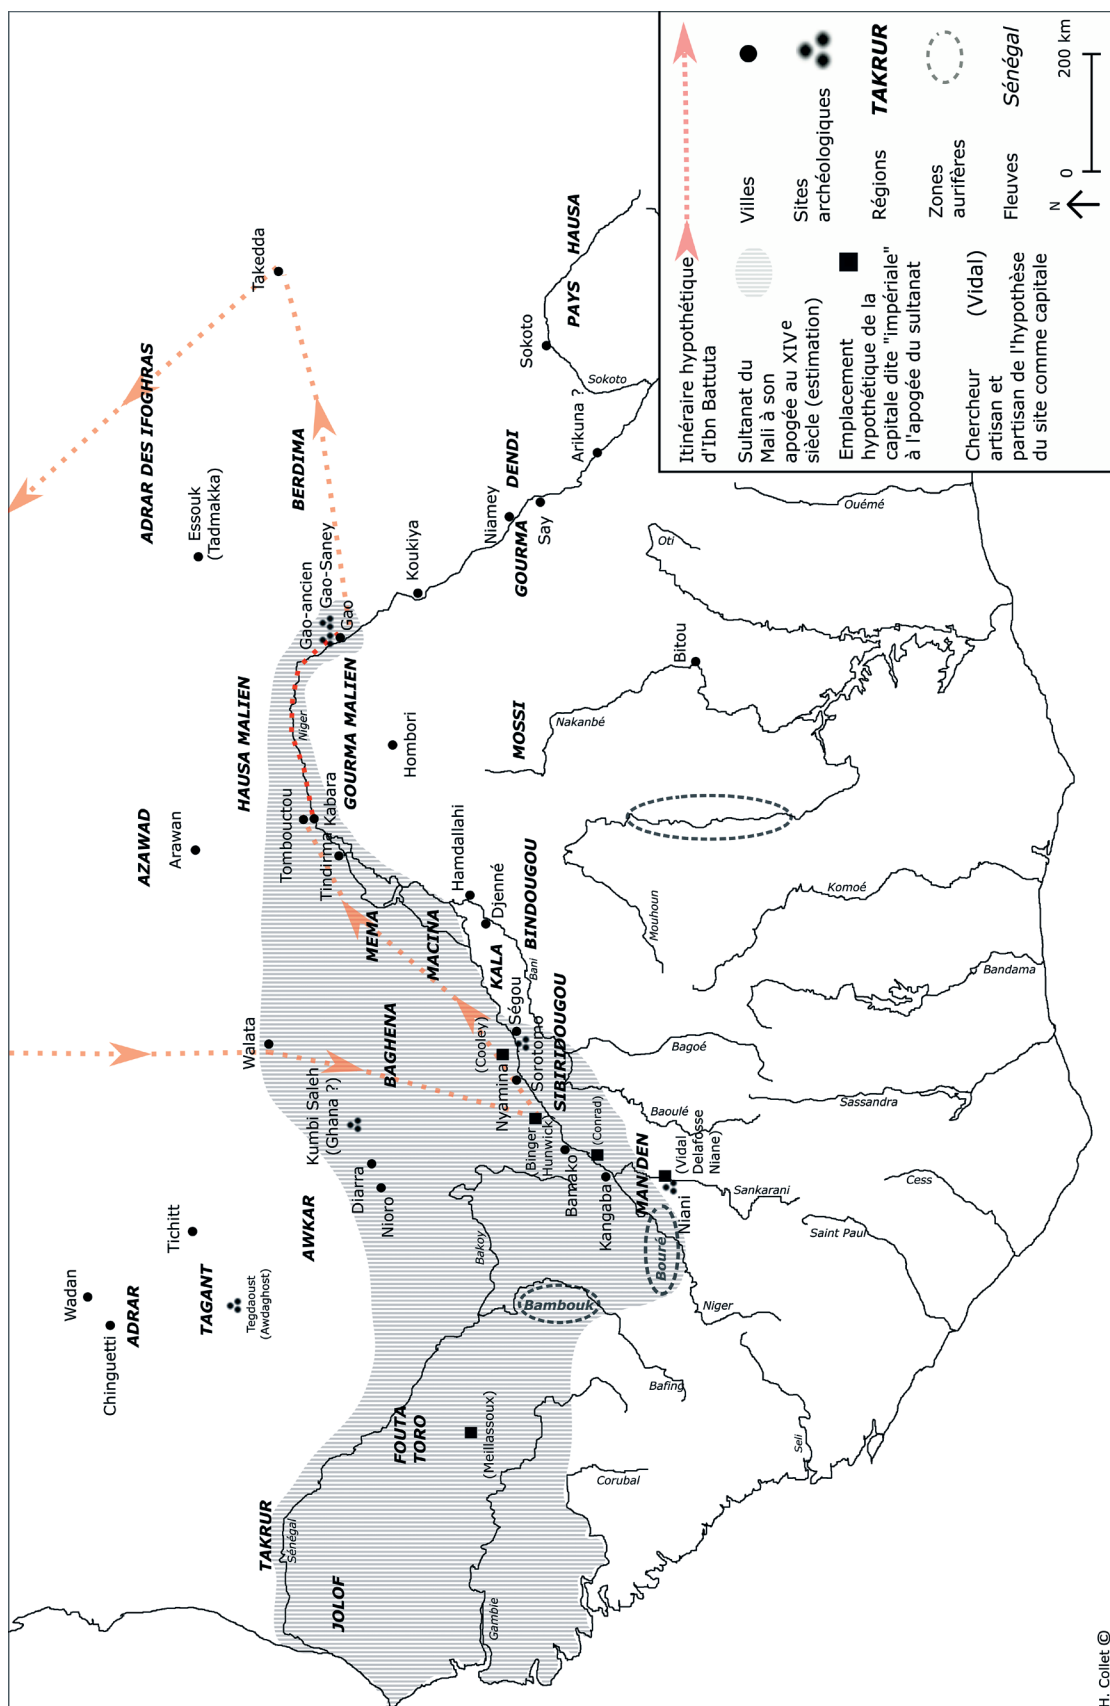 Wadan
Chinguetti
ADRAR
Tichitt
TAGANT
Tegdaoust
(Awdaghost)
AWKAR
AZAWAD
Arawan
ADRAR DES IFOGHRAS
Essouk
(Tadmakka)
Takedda
BERDIMA
Walata
HAUSA MALIEN
Niger
Tombouctou
Kabara
Tindirma
GOURMA MALIEN
Gao-ancien
Gao-Saney
Gao
Kumbi Saleh
(Ghana ?)
BAGHENA
Diarra
Nioro
MEMA
MACINA
Hombori
Hamdallahi
Djenné
KALA
BINDOUGOU
Bani
Koukiya
TAKRUR
Sénégal
JOLOF
FOUTA
TORO
(Meillassoux)
Gambie
Bakoy
Bambouk
Bafing
Corubal
(Cooley)
Nyamina
Ségou
Sorotomo
SIBIRIDOUGOU
(Binger
Hunwick)
Bamako
(Conrad)
Kangaba
MANDEN
(Vidal
Delafosse
Niane)
Niani
Bouré
Niger
Sankarani
Baoulé
Bagoé
MOSSI
Nakanbé
Bitou
Mouhoun
Niamey
DENDI
GOURMA
Say
Arikuna ?
Sokoto
Sokoto
PAYS HAUSA
Oti
Ouémé
Komoé
Bandama
Sassandra
Cess
Saint Paul
Seli
Itinéraire hypothétique
d'Ibn Battuta
Sultanat du
Mali à son
apogée au XIVe
siècle (estimation)
Emplacement
hypothétique de la
capitale dite "impériale"
à l'apogée du sultanat
Chercheur (Vidal)
artisan et
partisan de l'hypothèse
du site comme capitale
Villes
Sites
archéologiques
Régions TAKRUR
Zones
aurifères
Fleuves Sénégal
N
0 200 km
H. Collet ©